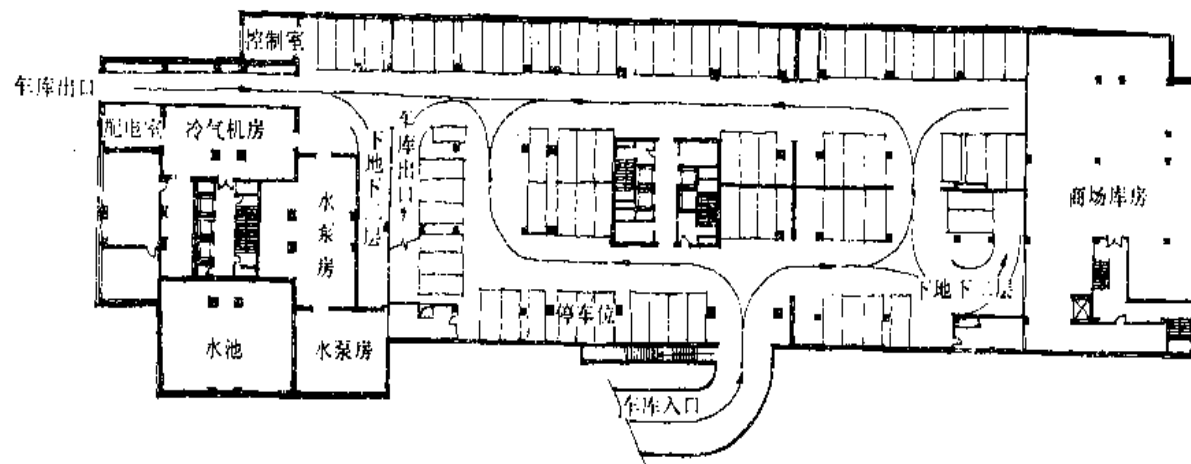 控制室
车库出口
配电室
冷气机房
下地下二层
车库出口
水泵房
商场库房
下地下二层
停车位
水池
水泵房
车库入口